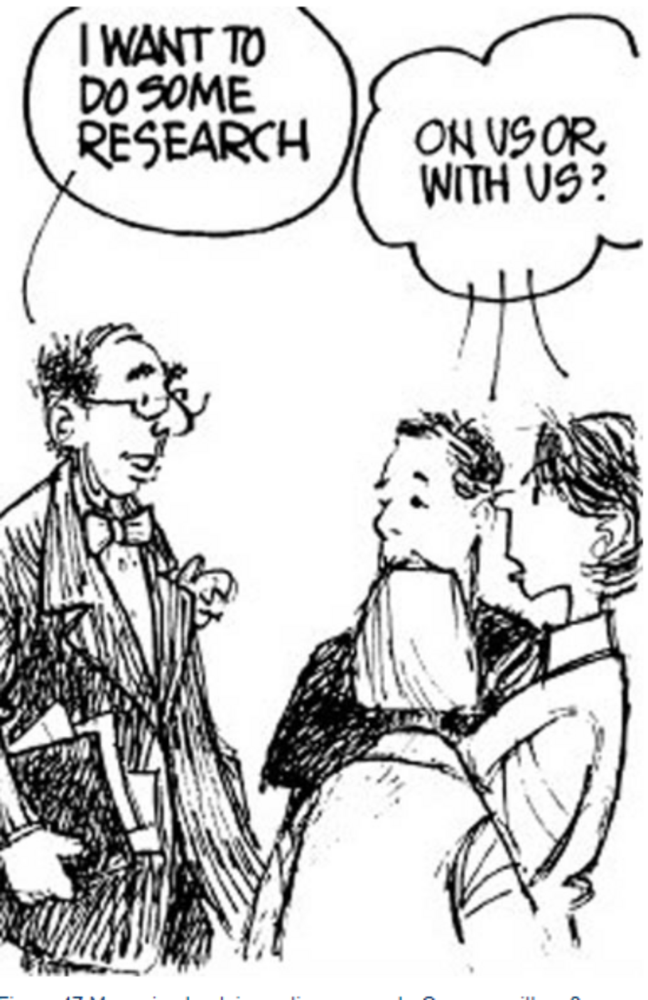 I WANT TO
DO SOME
RESEARCH
ON US OR
WITH US?